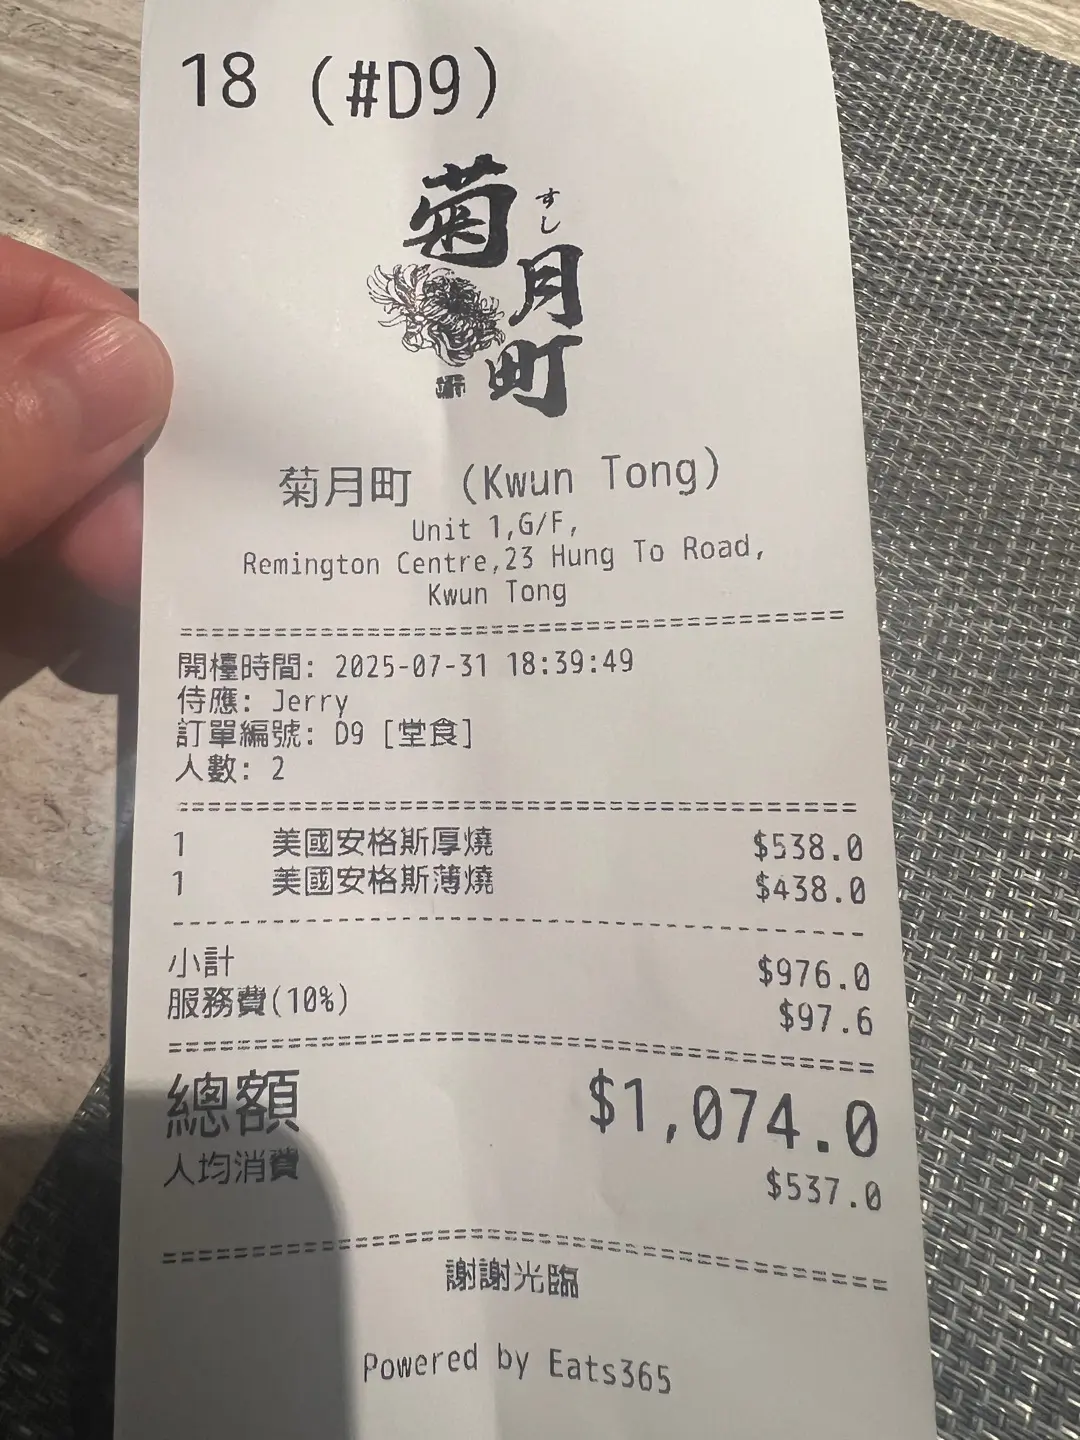 18 (#D9)
菊月町
すし
菊月町 (Kwun Tong)
Unit 1,G/F,
Remington Centre,23 Hung To Road,
Kwun Tong
開檯時間: 2025-07-31 18:39:49
侍應: Jerry
訂單編號: D9 [堂食]
人數: 2
1 美國安格斯厚燒 $538.0
1 美國安格斯薄燒 $438.0
小計 $976.0
服務費(10%) $97.6
總額 $1,074.0
人均消費 $537.0
謝謝光臨
Powered by Eats365